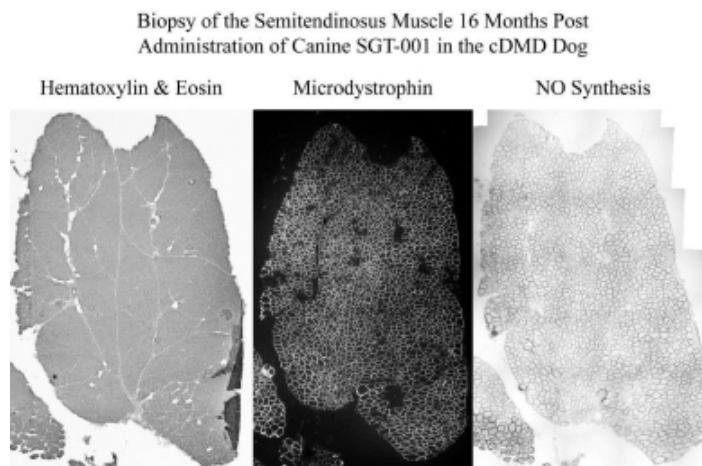 Biopsy of the Semitendinosus Muscle 16 Months Post
Administration of Canine SGT-001 in the cDMD Dog
Hematoxylin & Eosin
Microdystrophin
NO Synthesis